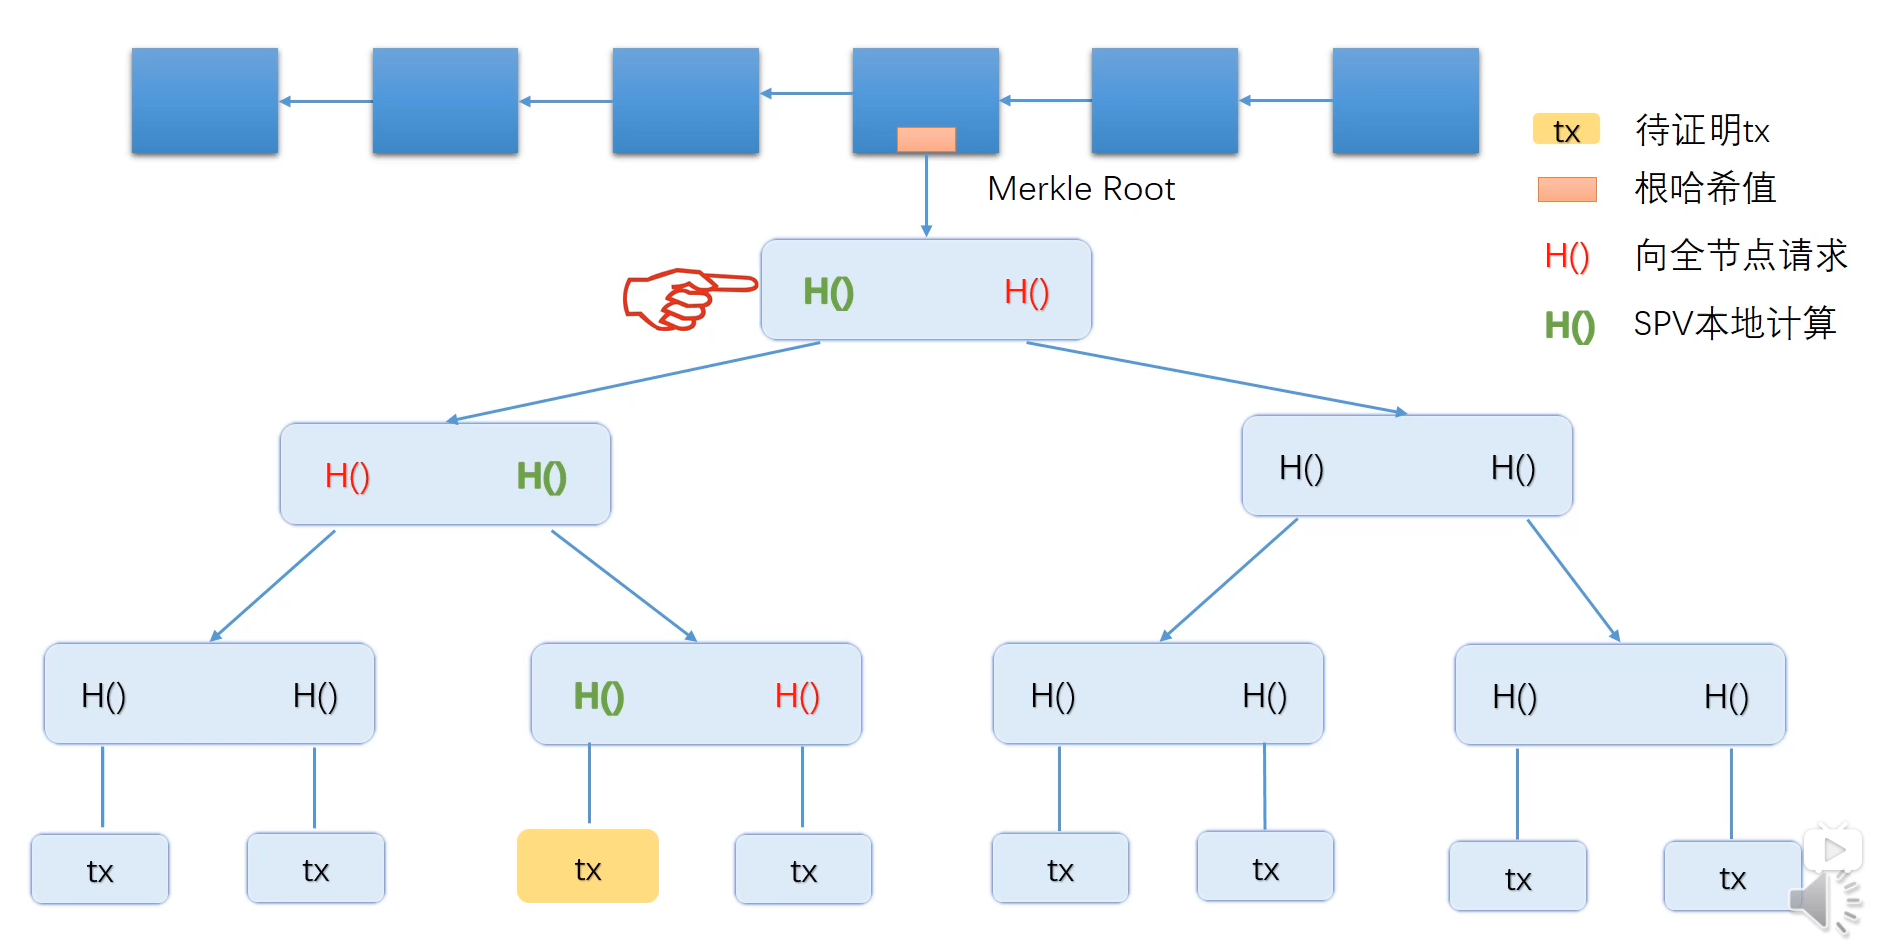 Merkle Root
tx 待证明tx
根哈希值
H() 向全节点请求
H() SPV本地计算
H() H()
H() H() H() H()
H() H() H() H() H() H() H() H()
tx tx tx tx tx tx tx tx